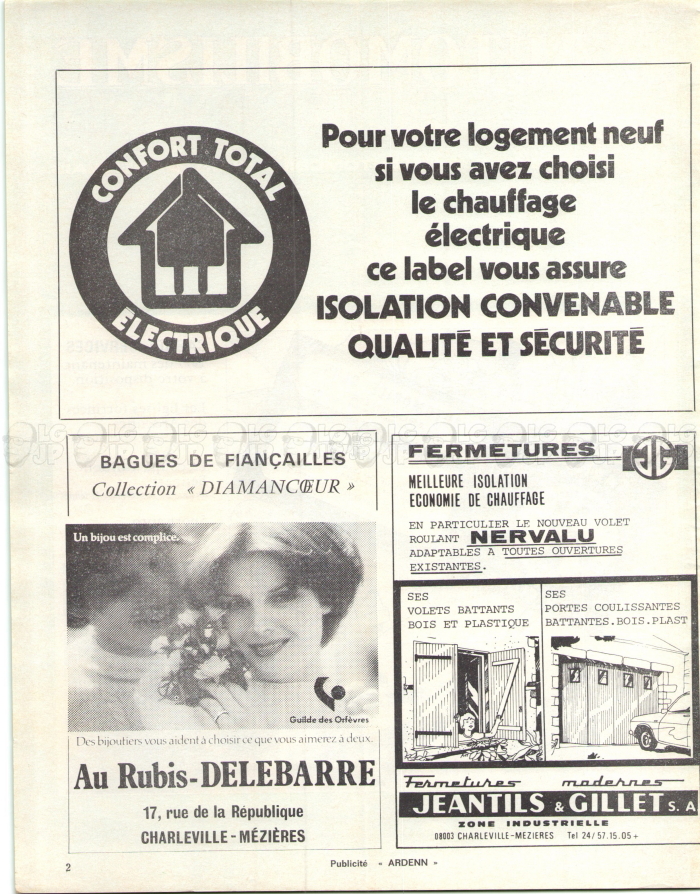 CONFORT TOTAL
ELECTRIQUE
Pour votre logement neuf
si vous avez choisi
le chauffage
électrique
ce label vous assure
ISOLATION CONVENABLE
QUALITÉ ET SÉCURITÉ
BAGUES DE FIANÇAILLES
Collection « DIAMANCŒUR »
Un bijou est complice.
Guilde des Orfèvres
Des bijoutiers vous aident à choisir ce que vous aimerez à deux.
Au Rubis-DELEBARRE
17, rue de la République
CHARLEVILLE - MÉZIÈRES
FERMETURES
JG
MEILLEURE ISOLATION
ECONOMIE DE CHAUFFAGE
EN PARTICULIER LE NOUVEAU VOLET
ROULANT NERVALU
ADAPTABLES A TOUTES OUVERTURES
EXISTANTES.
SES
VOLETS BATTANTS
BOIS ET PLASTIQUE
SES
PORTES COULISSANTES
BATTANTES.BOIS.PLAST
Fermetures modernes
JEANTILS & GILLET S. A
ZONE INDUSTRIELLE
08003 CHARLEVILLE-MEZIERES Tel 24/57.15.05+
2
Publicité « ARDENN »